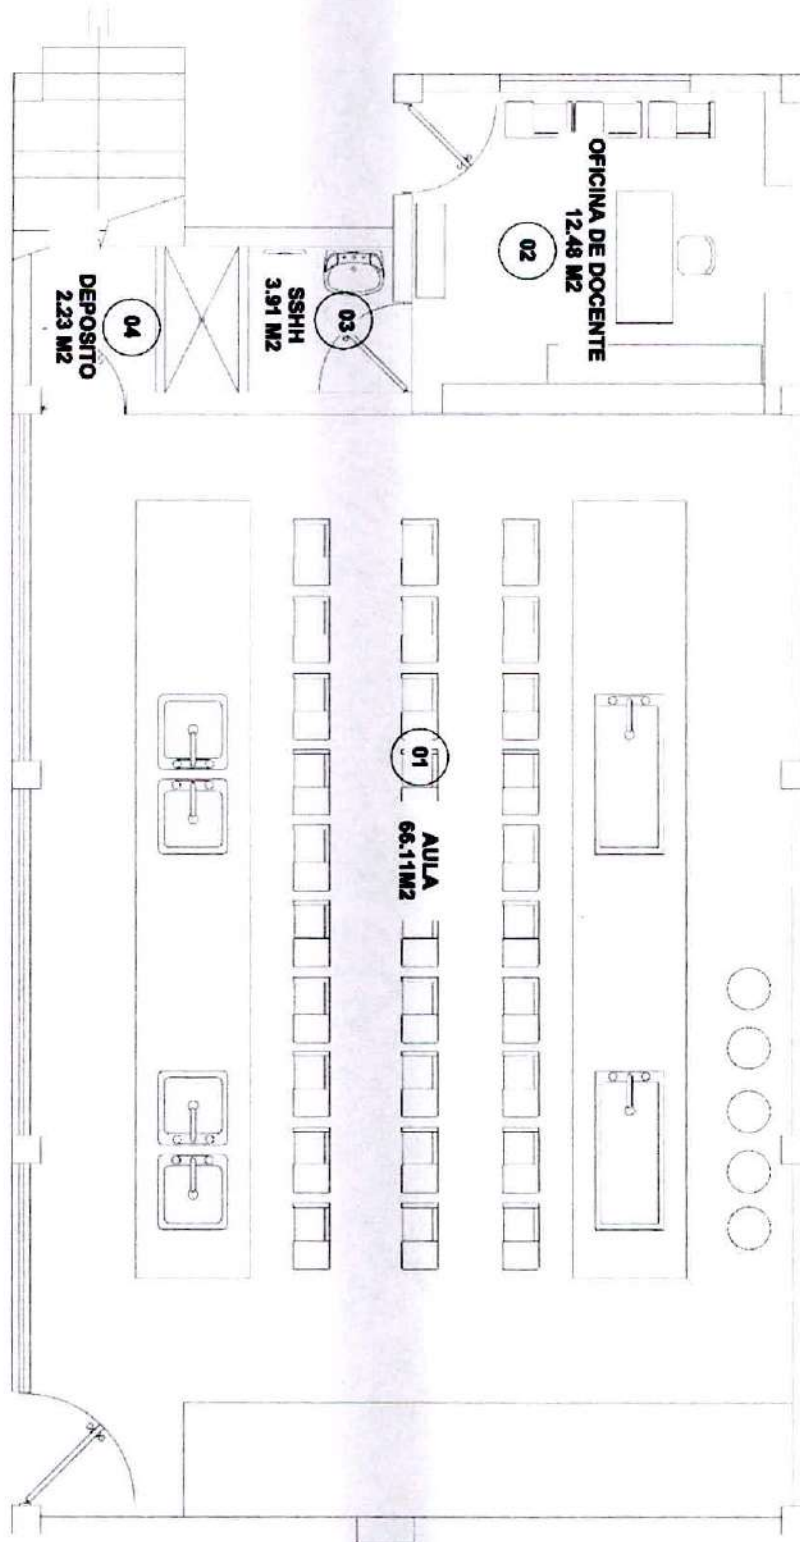 OFICINA DE DOCENTE
12.48 M2
02
03
SSHH
3.91 M2
04
DEPOSITO
2.23 M2
01
AULA
66.11M2